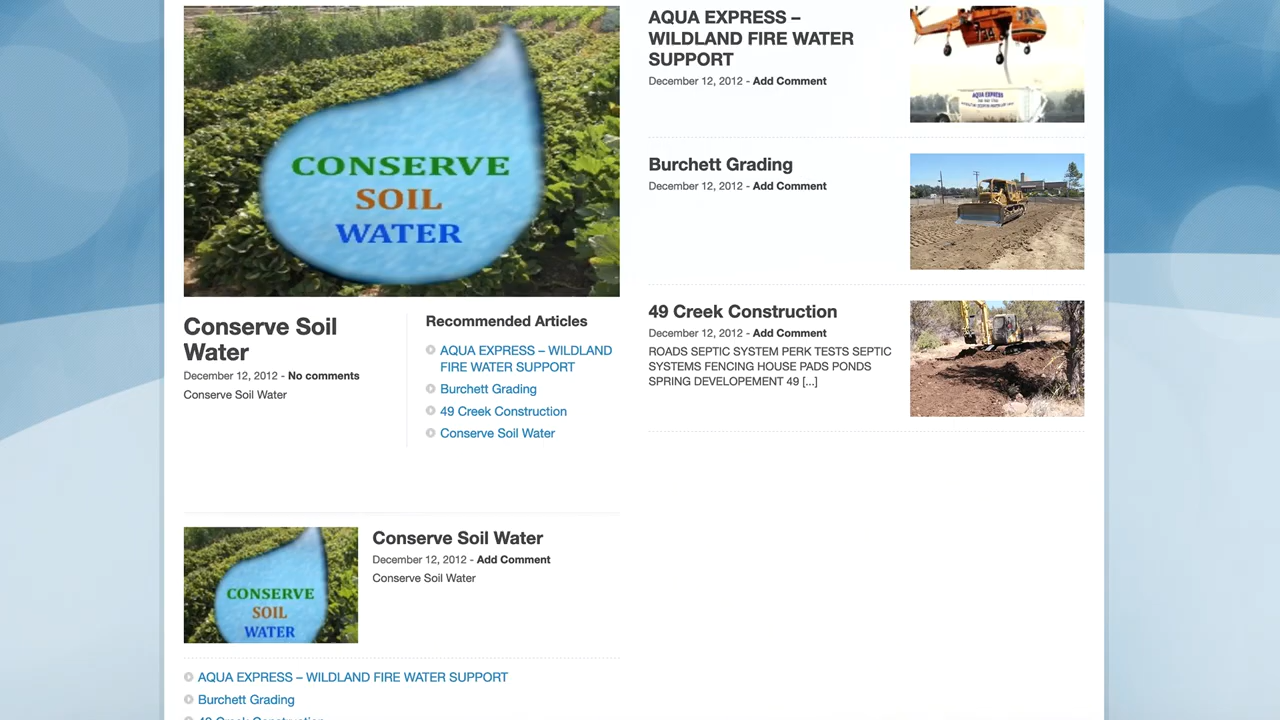 CONSERVE
SOIL
WATER
Conserve Soil
Water
December 12, 2012 - No comments
Conserve Soil Water
Recommended Articles
AQUA EXPRESS – WILDLAND
FIRE WATER SUPPORT
Burchett Grading
49 Creek Construction
Conserve Soil Water
CONSERVE
SOIL
WATER
Conserve Soil Water
December 12, 2012 - Add Comment
Conserve Soil Water
AQUA EXPRESS – WILDLAND FIRE WATER SUPPORT
Burchett Grading
49 Creek Construction
AQUA EXPRESS –
WILDLAND FIRE WATER
SUPPORT
December 12, 2012 - Add Comment
AQUA EXPRESS
Burchett Grading
December 12, 2012 - Add Comment
49 Creek Construction
December 12, 2012 - Add Comment
ROADS SEPTIC SYSTEM PERK TESTS SEPTIC
SYSTEMS FENCING HOUSE PADS PONDS
SPRING DEVELOPEMENT 49 [...]